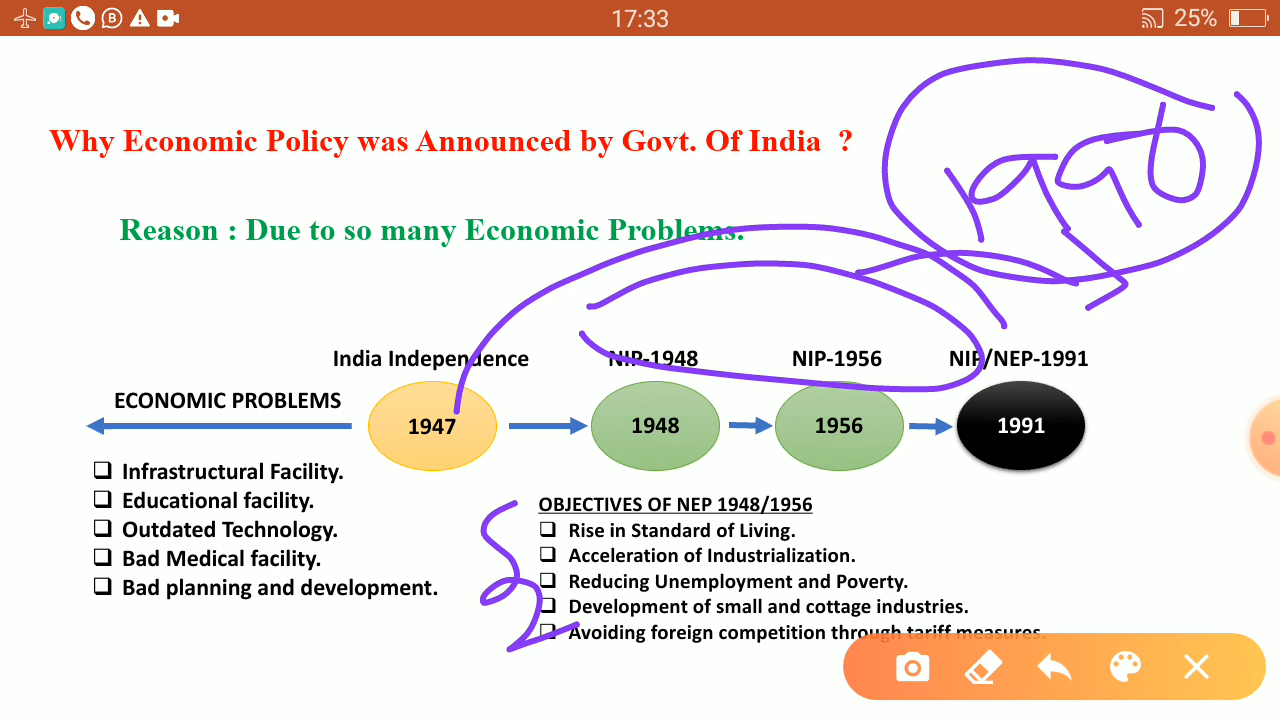 17:33
25%
Why Economic Policy was Announced by Govt. Of India ?
1990
Reason : Due to so many Economic Problems.
India Independence
NIP-1948
NIP-1956
NIP/NEP-1991
ECONOMIC PROBLEMS
1947
1948
1956
1991
❑ Infrastructural Facility.
❑ Educational facility.
❑ Outdated Technology.
❑ Bad Medical facility.
❑ Bad planning and development.
OBJECTIVES OF NEP 1948/1956
❑ Rise in Standard of Living.
❑ Acceleration of Industrialization.
❑ Reducing Unemployment and Poverty.
❑ Development of small and cottage industries.
❑ Avoiding foreign competition through tariff measures.